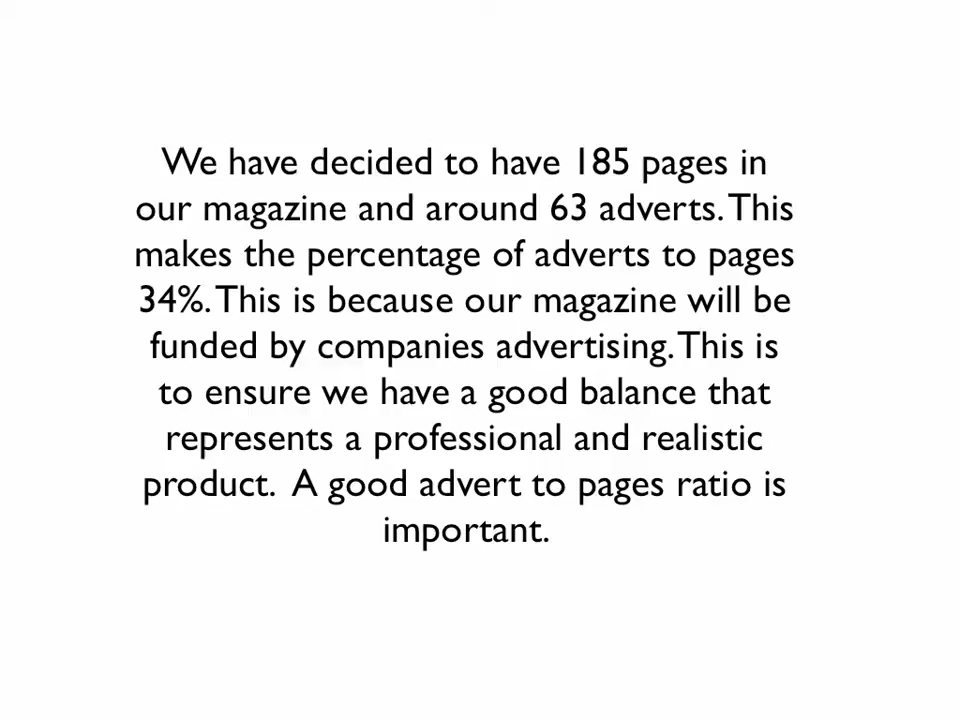 We have decided to have 185 pages in
our magazine and around 63 adverts. This
makes the percentage of adverts to pages
34%. This is because our magazine will be
funded by companies advertising. This is
to ensure we have a good balance that
represents a professional and realistic
product.  A good advert to pages ratio is
important.